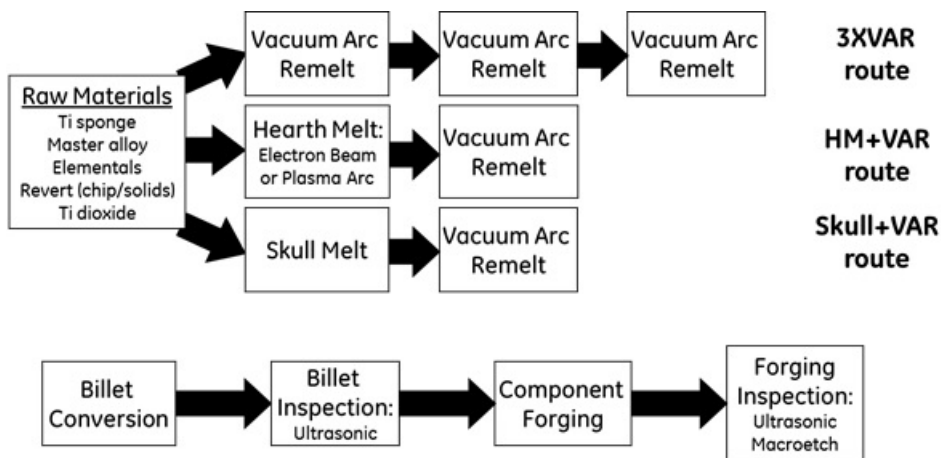 Raw Materials
Ti sponge
Master alloy
Elementals
Revert (chip/solids)
Ti dioxide
Vacuum Arc
Remelt
Vacuum Arc
Remelt
Vacuum Arc
Remelt
3XVAR
route
Hearth Melt:
Electron Beam
or Plasma Arc
Vacuum Arc
Remelt
HM+VAR
route
Skull Melt
Vacuum Arc
Remelt
Skull+VAR
route
Billet
Conversion
Billet
Inspection:
Ultrasonic
Component
Forging
Forging
Inspection:
Ultrasonic
Macroetch